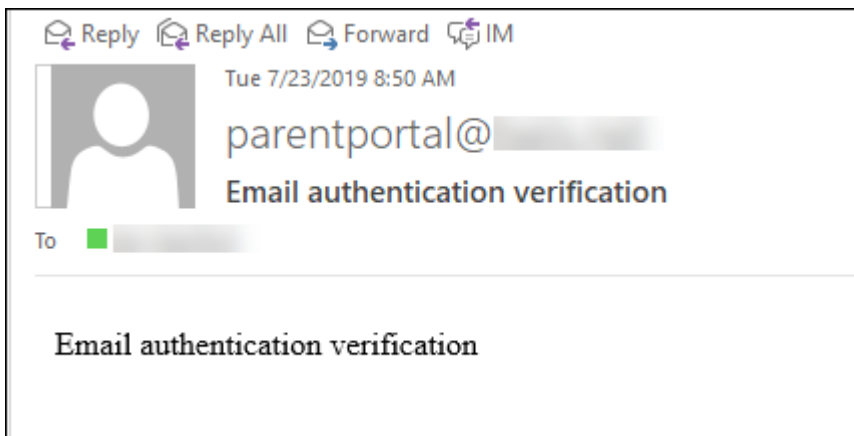 Reply Reply All Forward IM
Tue 7/23/2019 8:50 AM
parentportal@
Email authentication verification
To
Email authentication verification